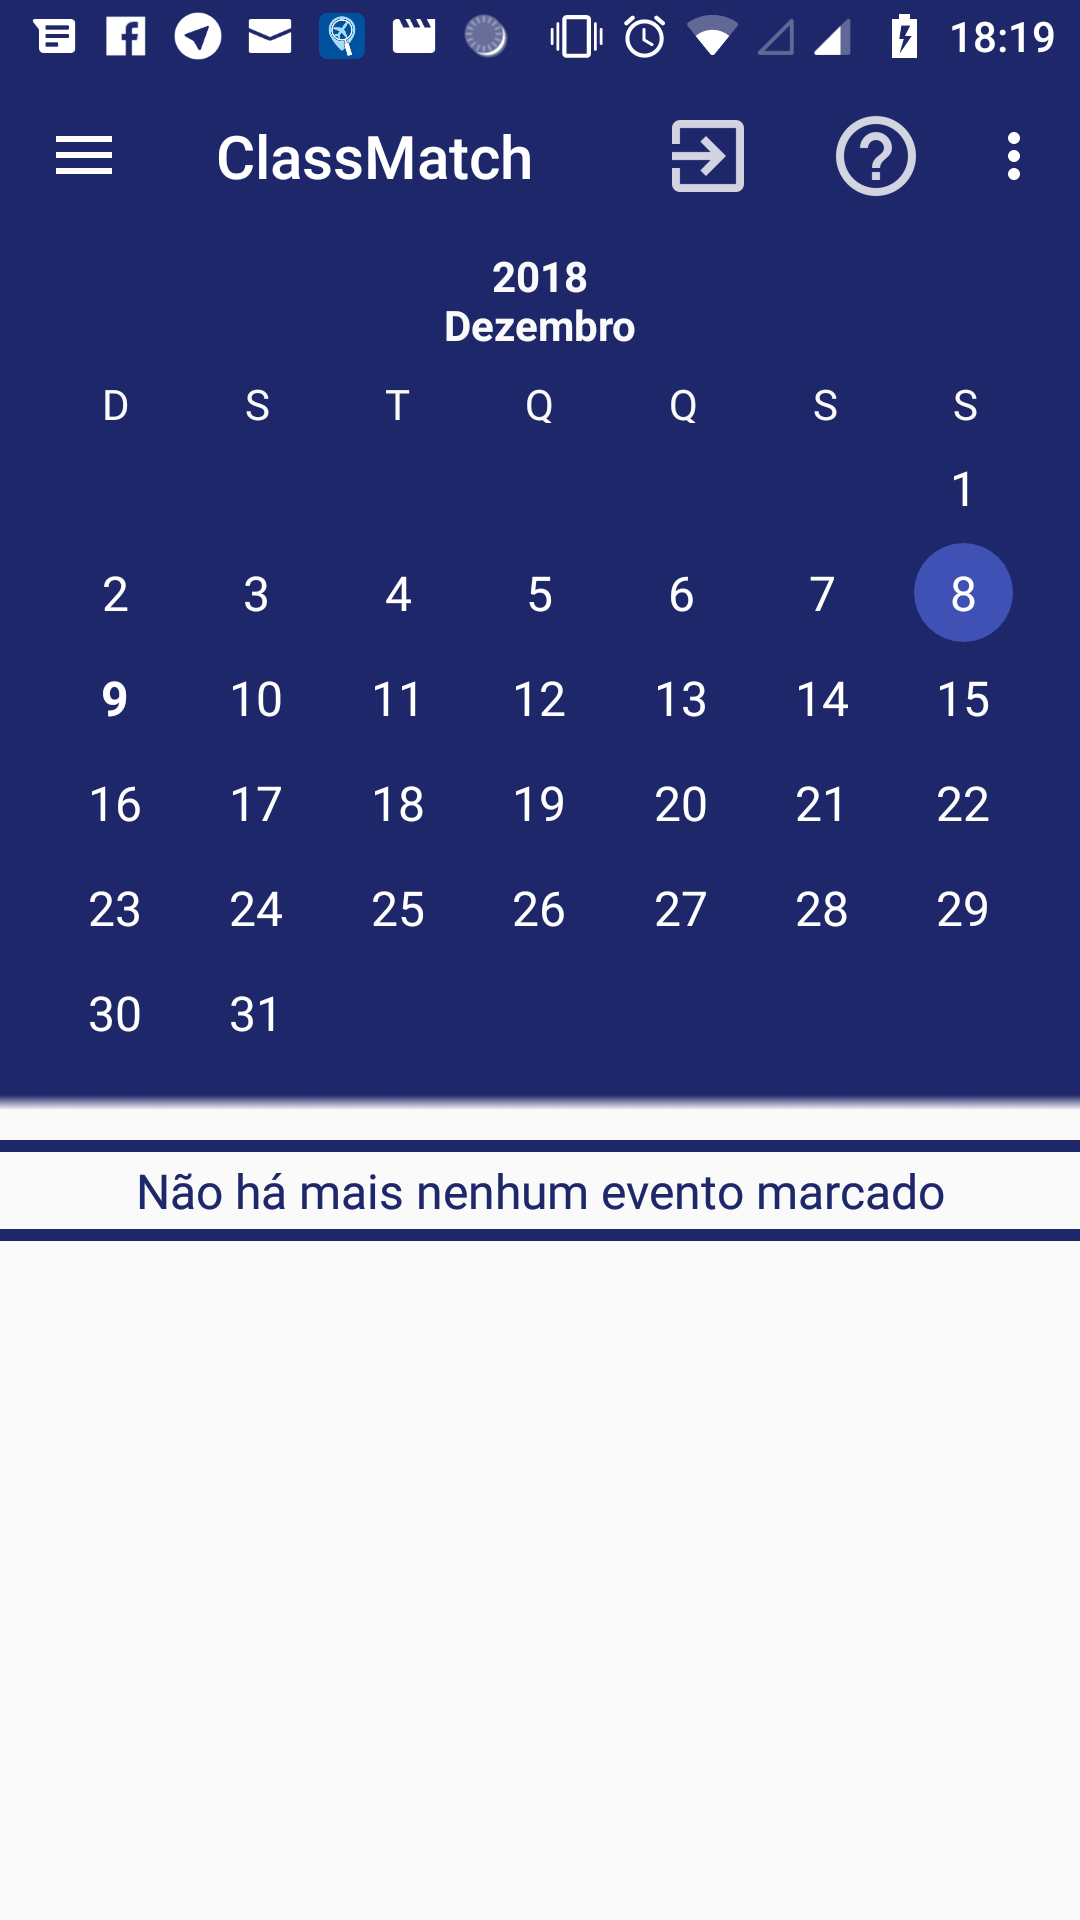 18:19
ClassMatch
2018
Dezembro
D S T Q Q S S
1
2 3 4 5 6 7 8
9 10 11 12 13 14 15
16 17 18 19 20 21 22
23 24 25 26 27 28 29
30 31
Não há mais nenhum evento marcado